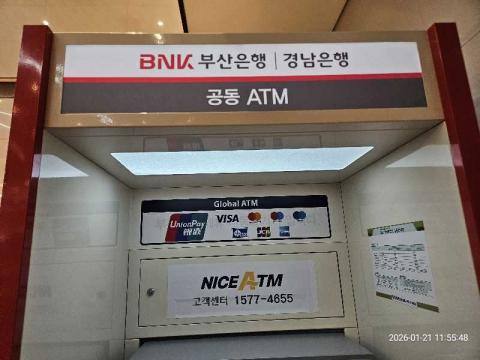 BNK 부산은행 | 경남은행
공동 ATM
Global ATM
UnionPay
银联
VISA
NICE ATM
고객센터 1577-4655
2026-01-21 11:55:48